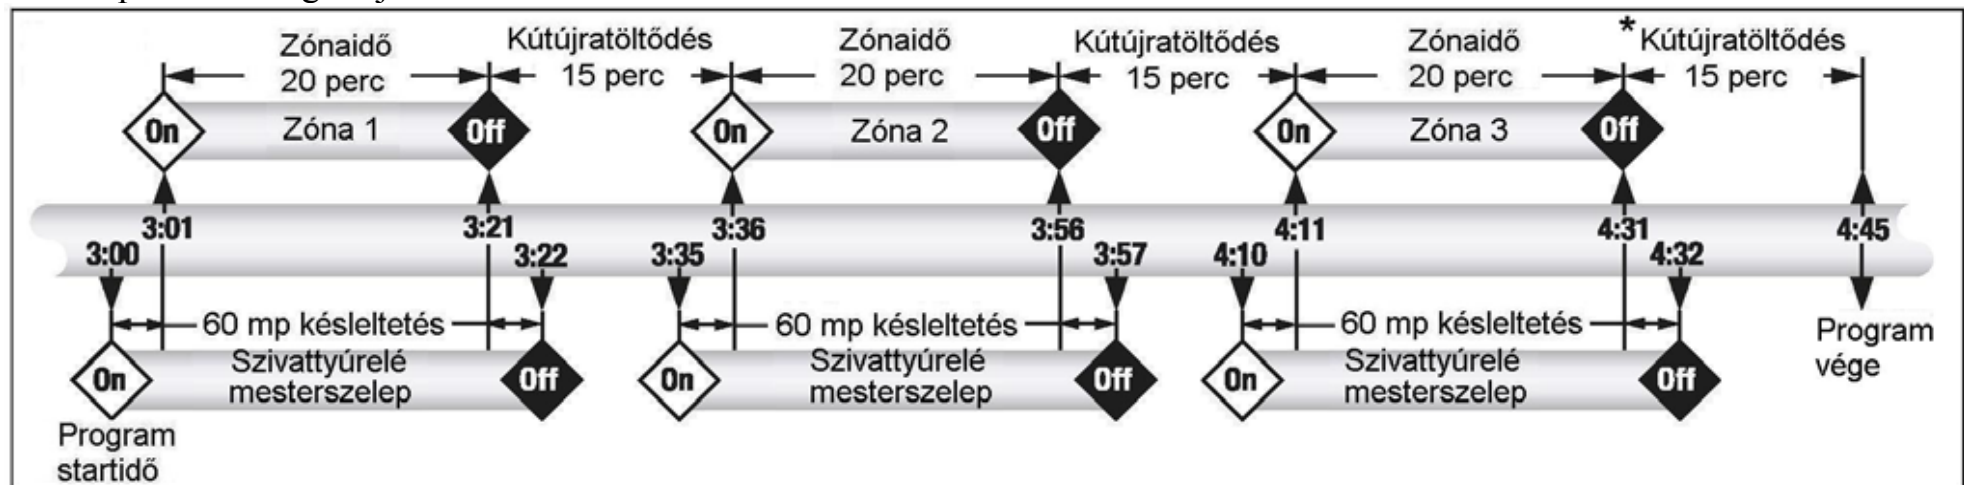 Zónaidő
20 perc
Kútújratöltődés
15 perc
Zónaidő
20 perc
Kútújratöltődés
15 perc
Zónaidő
20 perc
* Kútújratöltődés
15 perc
On Zóna 1 Off On Zóna 2 Off On Zóna 3 Off
3:01 3:21 3:36 3:56 4:11 4:31 4:45
3:00 3:22 3:35 3:57 4:10 4:32
60 mp késleltetés 60 mp késleltetés 60 mp késleltetés
On
Szivattyúrelé
mesterszelep
Off
On
Szivattyúrelé
mesterszelep
Off
On
Szivattyúrelé
mesterszelep
Off
Program
vége
Program
startidő